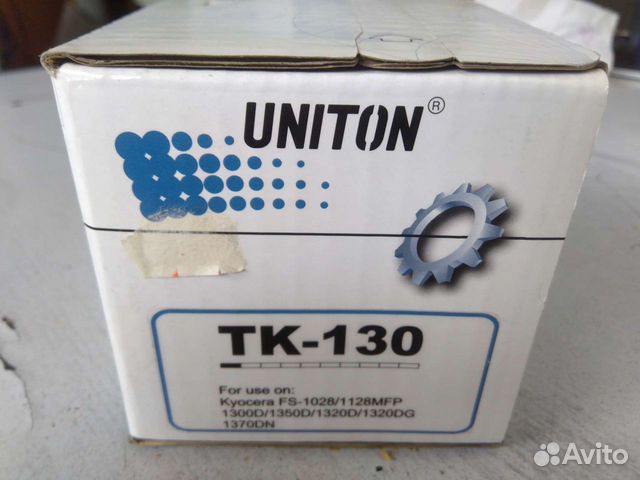 UNITON®
TK-130
For use on:
Kyocera FS-1028/1128MFP
1300D/1350D/1320D/1320DG
1370DN
Avito